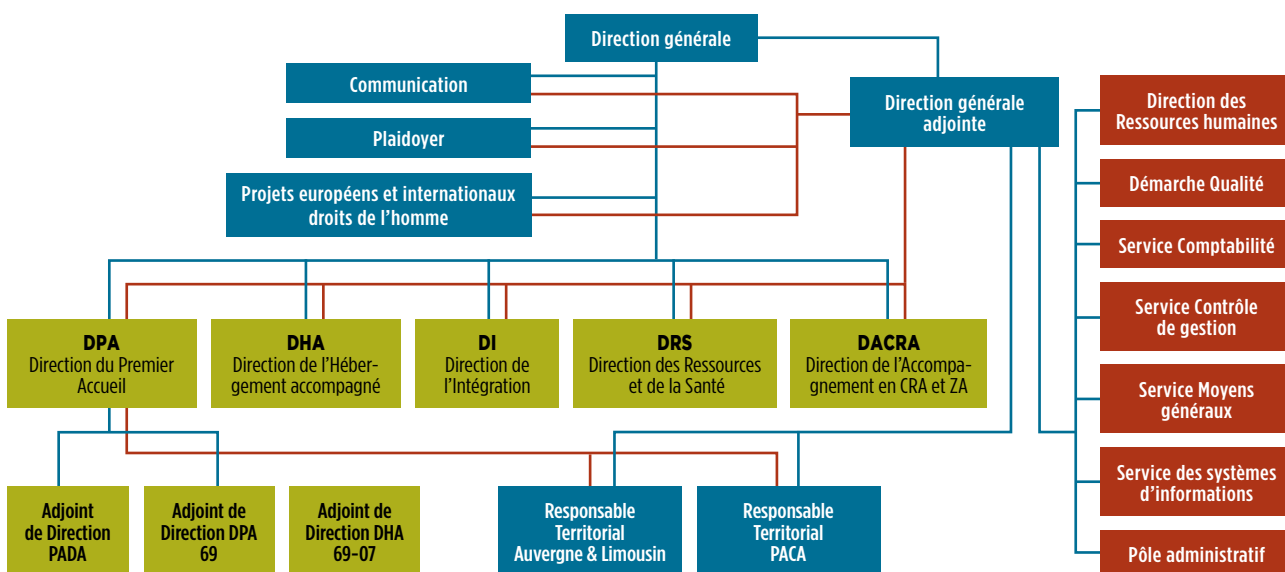 Direction générale
Communication
Plaidoyer
Projets européens et internationaux
droits de l'homme
Direction générale
adjointe
Direction des
Ressources humaines
Démarche Qualité
Service Comptabilité
Service Contrôle
de gestion
Service Moyens
généraux
Service des systèmes
d'informations
Pôle administratif
DPA
Direction du Premier
Accueil
DHA
Direction de l'Héber-
gement accompagné
DI
Direction de
l'Intégration
DRS
Direction des Ressources
et de la Santé
DACRA
Direction de l'Accompa-
gnement en CRA et ZA
Adjoint
de Direction
PADA
Adjoint de
Direction DPA
69
Adjoint de
Direction DHA
69-07
Responsable
Territorial
Auvergne & Limousin
Responsable
Territorial
PACA